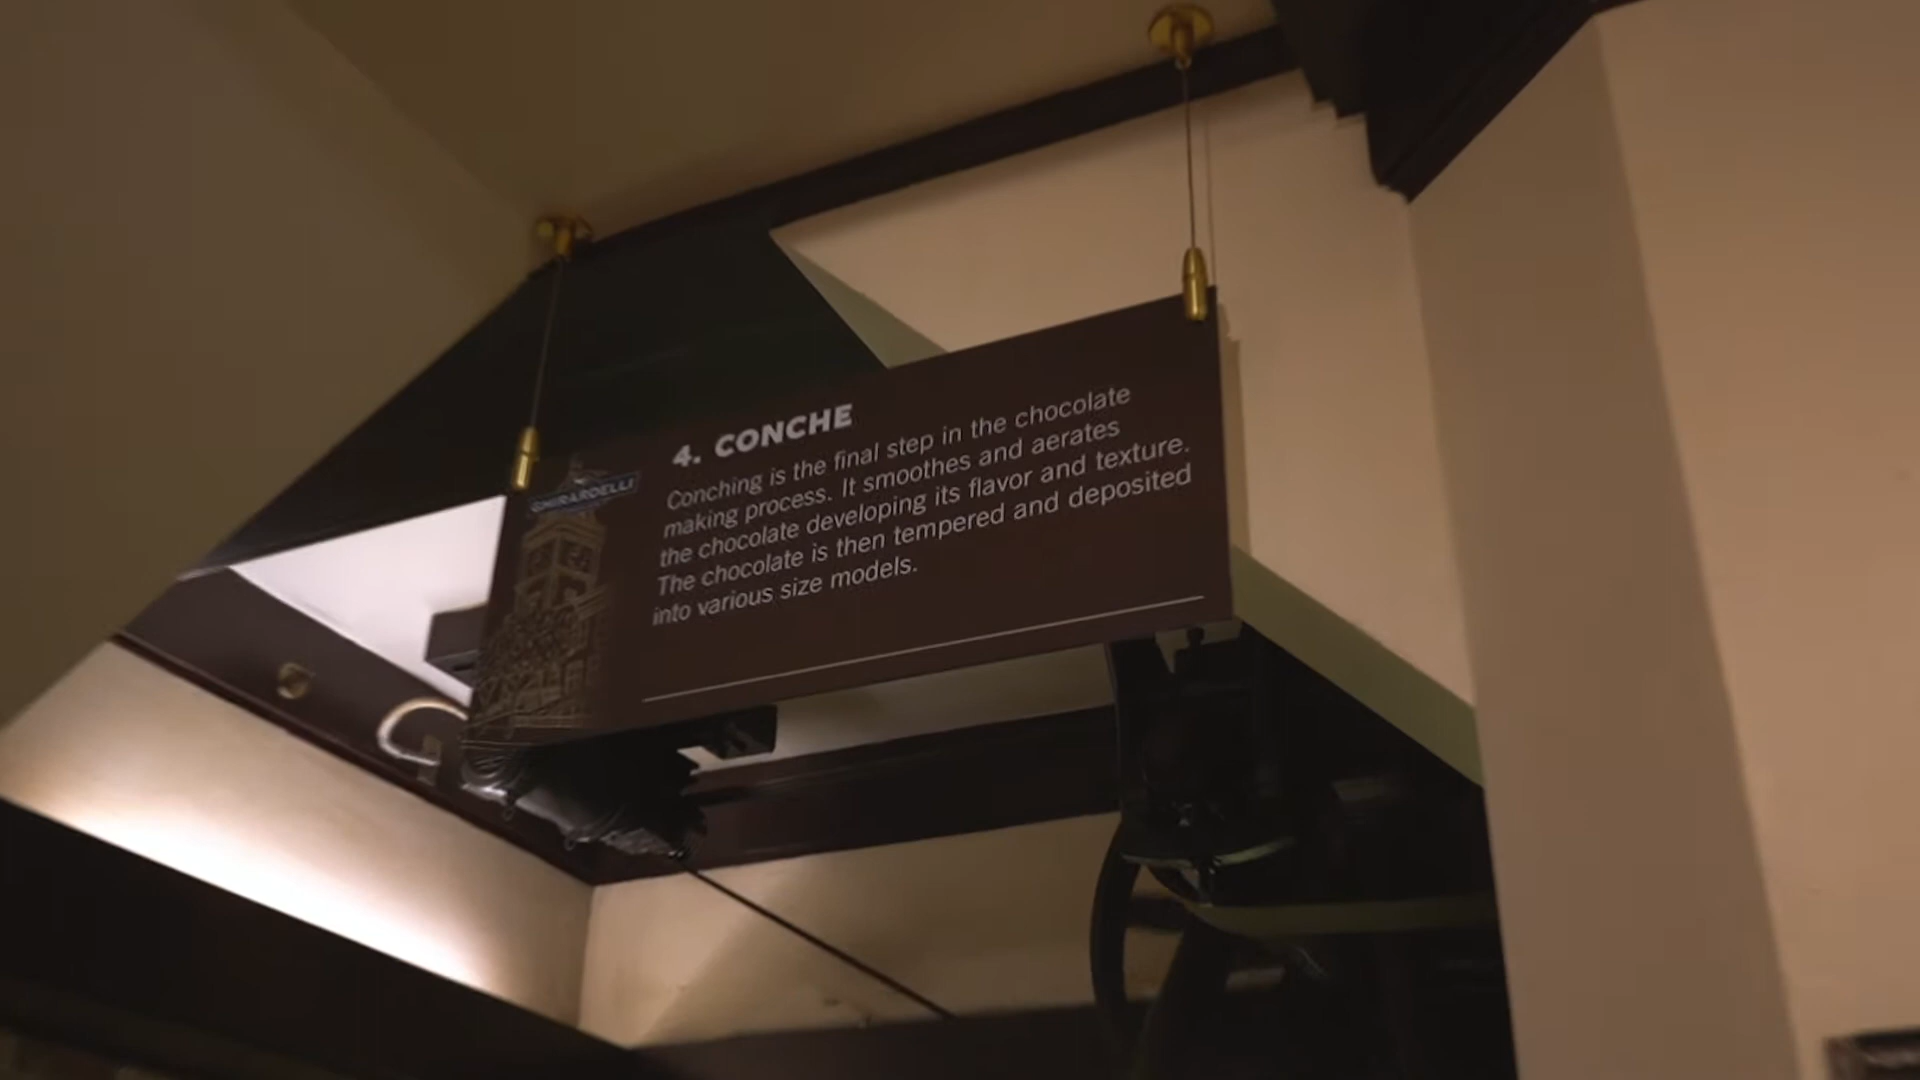 4. CONCHE
Conching is the final step in the chocolate
making process. It smoothes and aerates
the chocolate developing its flavor and texture.
The chocolate is then tempered and deposited
into various size models.
GHIRARDELLI